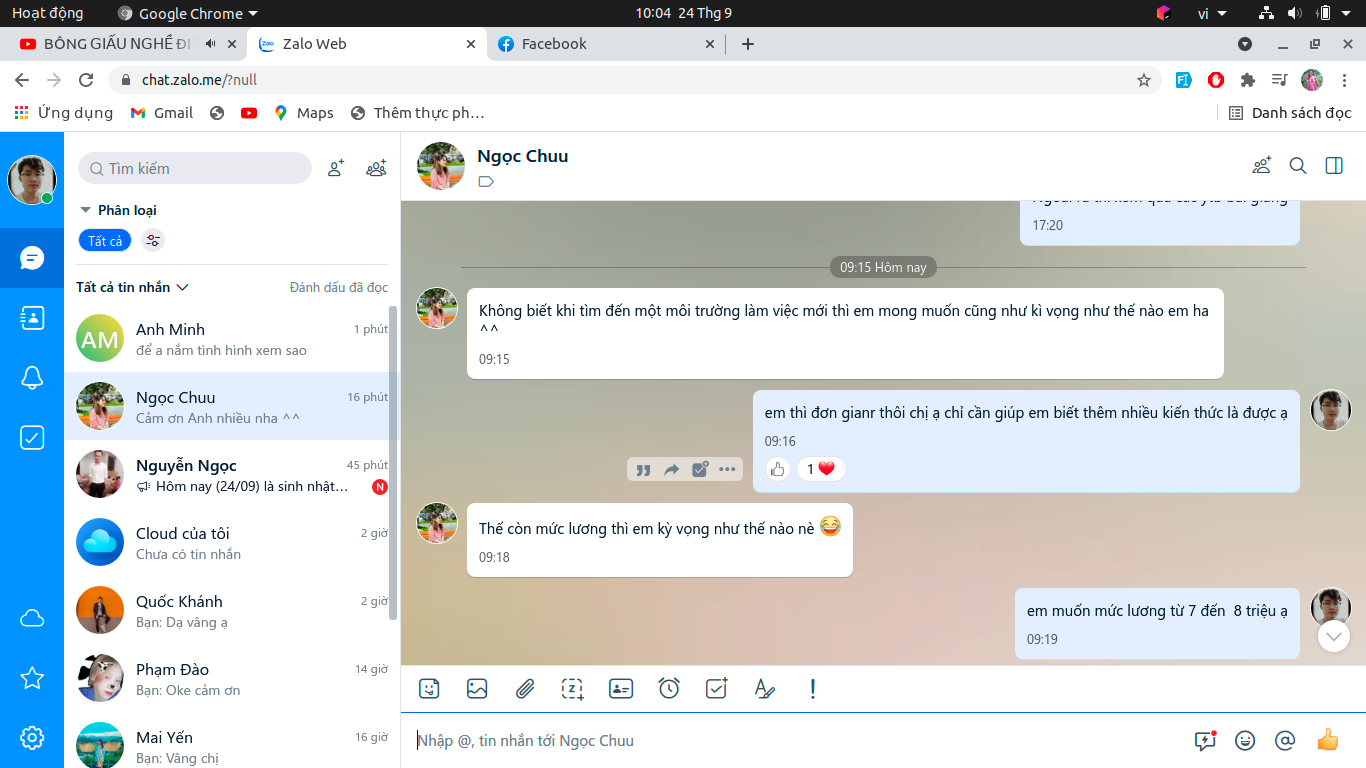 Hoạt động
Google Chrome
10:04 24 Thg 9
vi
BÔNG GIẤU NGHỀ ĐI
Zalo Web
Facebook
chat.zalo.me/?null
Ứng dụng
Gmail
Maps
Thêm thực ph…
Danh sách đọc
Tìm kiếm
Phân loại
Tất cả
Tất cả tin nhắn
Đánh dấu đã đọc
AM
Anh Minh
1 phút
để a nắm tình hình xem sao
Ngọc Chuu
16 phút
Cảm ơn Anh nhiều nha ^^
Nguyễn Ngọc
45 phút
Hôm nay (24/09) là sinh nhật…
N
Cloud của tôi
2 giờ
Chưa có tin nhắn
Quốc Khánh
2 giờ
Bạn: Dạ vâng ạ
Phạm Đào
14 giờ
Bạn: Oke cảm ơn
Mai Yến
16 giờ
Bạn: Vâng chị
Ngọc Chuu
17:20
09:15 Hôm nay
Không biết khi tìm đến một môi trường làm việc mới thì em mong muốn cũng như kì vọng như thế nào em ha
^^
09:15
em thì đơn gianr thôi chị ạ chỉ cần giúp em biết thêm nhiều kiến thức là được ạ
09:16
1
Thế còn mức lương thì em kỳ vọng như thế nào nè
09:18
em muốn mức lương từ 7 đến 8 triệu ạ
09:19
Nhập @, tin nhắn tới Ngọc Chuu